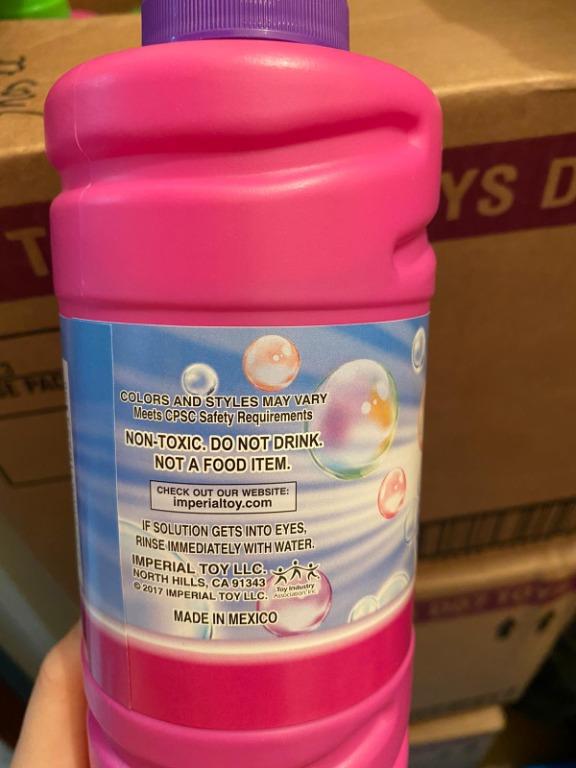 YS D
T
COLORS AND STYLES MAY VARY
Meets CPSC Safety Requirements
NON-TOXIC. DO NOT DRINK.
NOT A FOOD ITEM.
CHECK OUT OUR WEBSITE:
imperialtoy.com
IF SOLUTION GETS INTO EYES,
RINSE IMMEDIATELY WITH WATER.
IMPERIAL TOY LLC.
NORTH HILLS, CA 91343
© 2017 IMPERIAL TOY LLC.
Toy Industry
Association, Inc.
MADE IN MEXICO